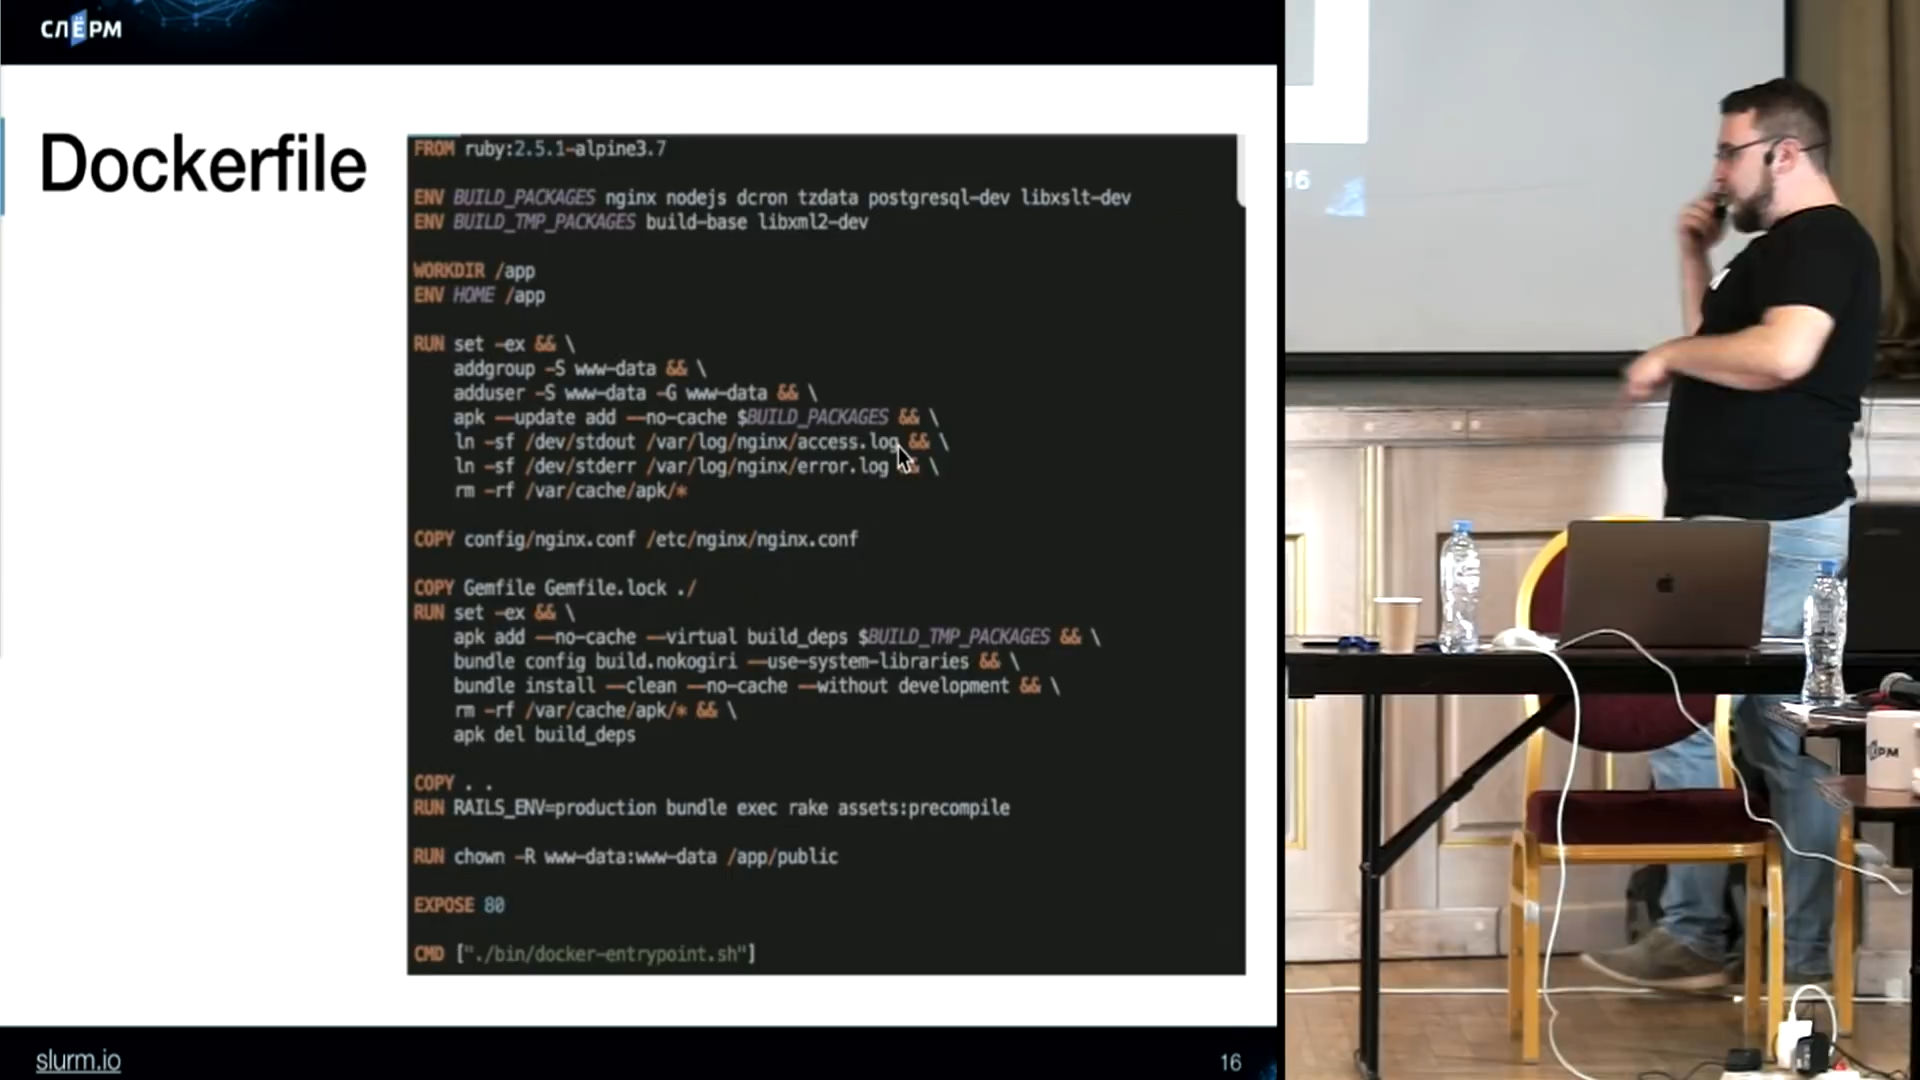 СЛЁРМ
Dockerfile
FROM ruby:2.5.1-alpine3.7
ENV BUILD_PACKAGES nginx nodejs dcron tzdata postgresql-dev libxslt-dev
ENV BUILD_TMP_PACKAGES build-base libxml2-dev
WORKDIR /app
ENV HOME /app
RUN set -ex && \
addgroup -S www-data && \
adduser -S www-data -G www-data && \
apk --update add --no-cache $BUILD_PACKAGES && \
ln -sf /dev/stdout /var/log/nginx/access.log && \
ln -sf /dev/stderr /var/log/nginx/error.log && \
rm -rf /var/cache/apk/*
COPY config/nginx.conf /etc/nginx/nginx.conf
COPY Gemfile Gemfile.lock ./
RUN set -ex && \
apk add --no-cache --virtual build_deps $BUILD_TMP_PACKAGES && \
bundle config build.nokogiri --use-system-libraries && \
bundle install --clean --no-cache --without development && \
rm -rf /var/cache/apk/* && \
apk del build_deps
COPY . .
RUN RAILS_ENV=production bundle exec rake assets:precompile
RUN chown -R www-data:www-data /app/public
EXPOSE 80
CMD ["./bin/docker-entrypoint.sh"]
slurm.io
16
16
СЛЁРМ